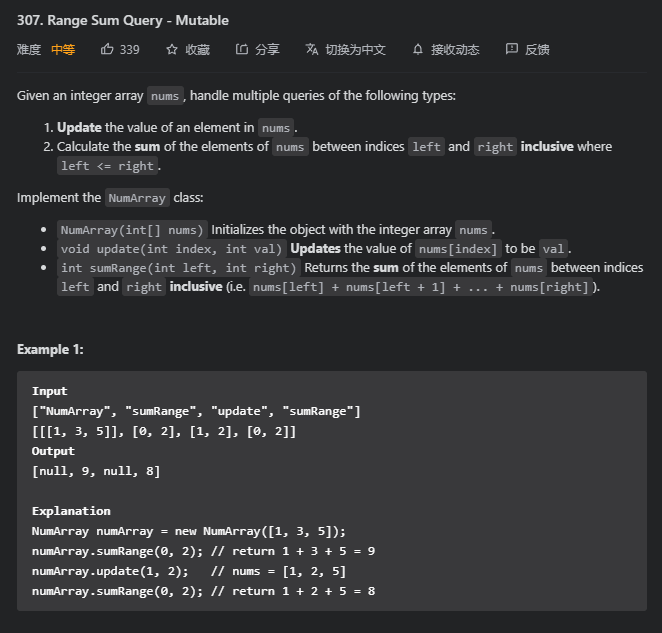 307. Range Sum Query - Mutable
难度 中等 339 收藏 分享 切换为中文 接收动态 反馈
Given an integer array nums, handle multiple queries of the following types:
1. Update the value of an element in nums.
2. Calculate the sum of the elements of nums between indices left and right inclusive where
left <= right.
Implement the NumArray class:
• NumArray(int[] nums) Initializes the object with the integer array nums.
• void update(int index, int val) Updates the value of nums[index] to be val.
• int sumRange(int left, int right) Returns the sum of the elements of nums between indices
left and right inclusive (i.e. nums[left] + nums[left + 1] + ... + nums[right]).
Example 1:
Input
["NumArray", "sumRange", "update", "sumRange"]
[[[1, 3, 5]], [0, 2], [1, 2], [0, 2]]
Output
[null, 9, null, 8]
Explanation
NumArray numArray = new NumArray([1, 3, 5]);
numArray.sumRange(0, 2); // return 1 + 3 + 5 = 9
numArray.update(1, 2);   // nums = [1, 2, 5]
numArray.sumRange(0, 2); // return 1 + 2 + 5 = 8